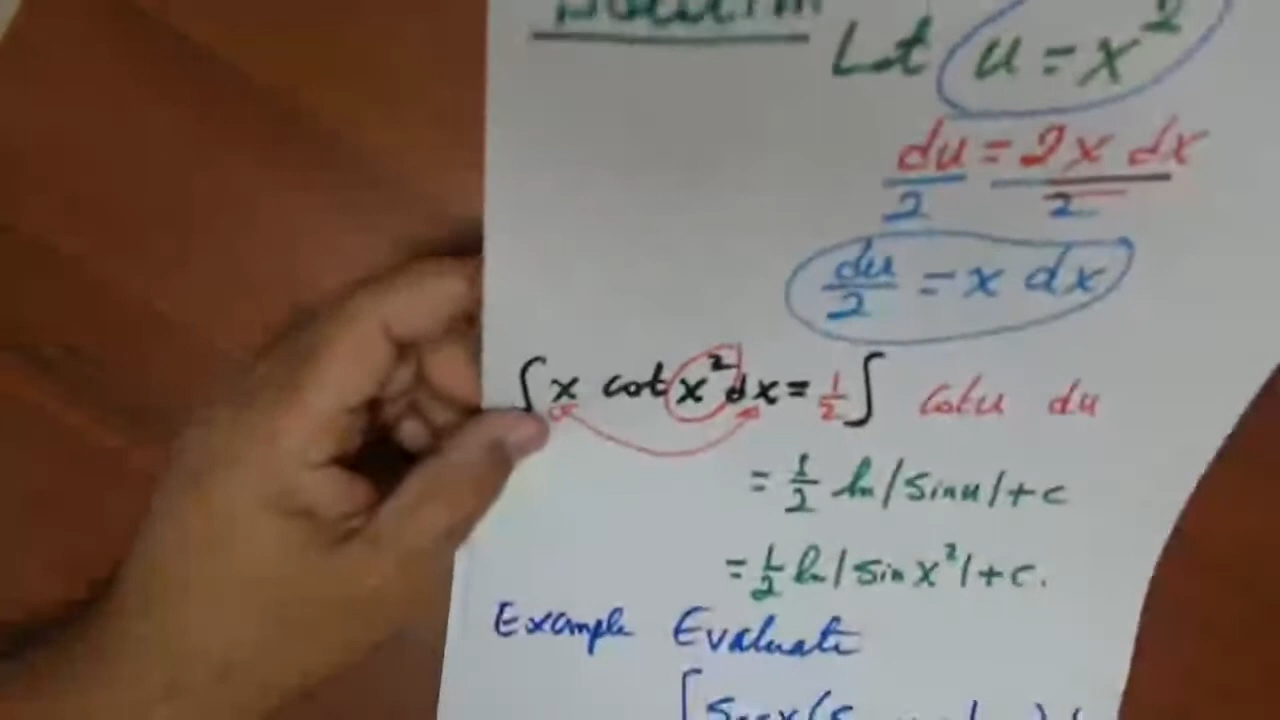 Solution
Let u = x²
du = 2x dx
2 2
du/2 = x dx
∫ x cot x² dx = 1/2 ∫ cot u du
= 1/2 ln |sin u| + c
= 1/2 ln |sin x²| + c.
Example Evaluate